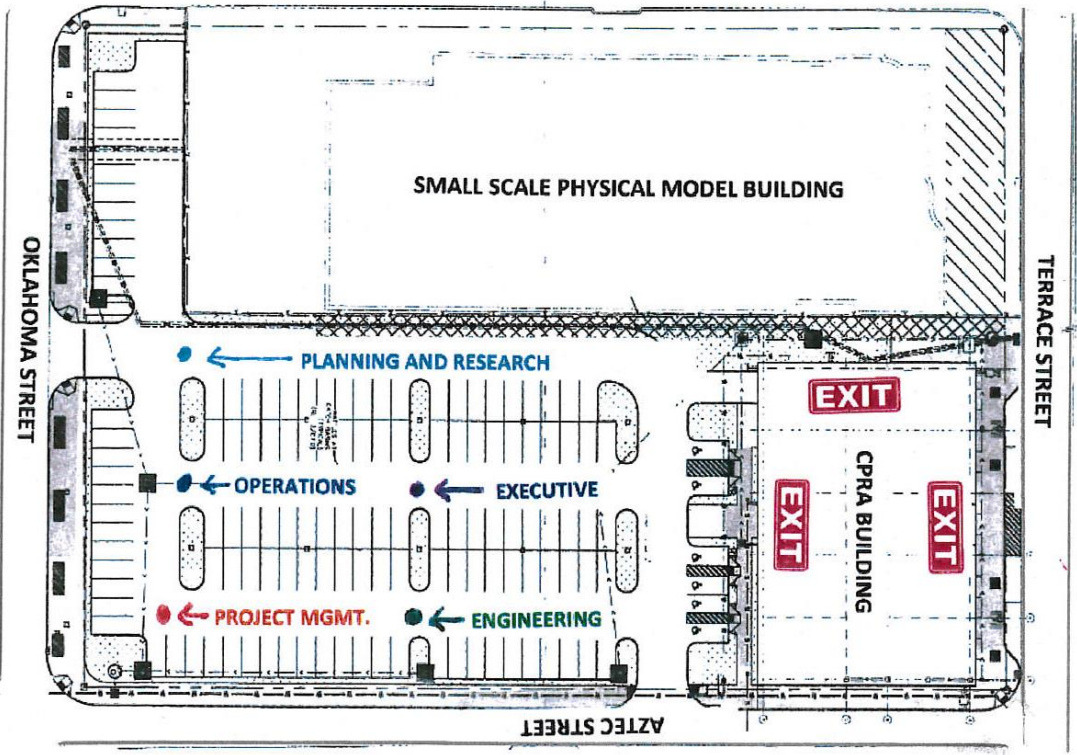 SMALL SCALE PHYSICAL MODEL BUILDING
OKLAHOMA STREET
TERRACE STREET
PLANNING AND RESEARCH
EXIT
CPRA BUILDING
EXIT
EXIT
OPERATIONS
EXECUTIVE
PROJECT MGMT.
ENGINEERING
AZTEC STREET